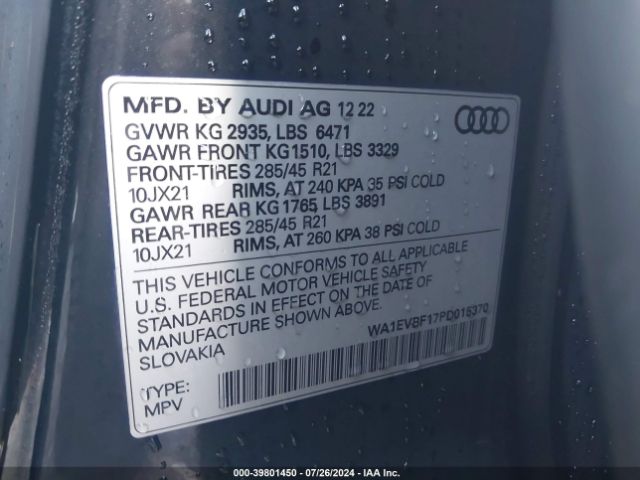 MFD. BY AUDI AG 12 22
GVWR KG 2935, LBS 6471
GAWR FRONT KG1510, LBS 3329
FRONT-TIRES 285/45 R21
10JX21 RIMS, AT 240 KPA 35 PSI COLD
GAWR REAR KG 1765, LBS 3891
REAR-TIRES 285/45 R21
10JX21 RIMS, AT 260 KPA 38 PSI COLD
THIS VEHICLE CONFORMS TO ALL APPLICABLE
U.S. FEDERAL MOTOR VEHICLE SAFETY
STANDARDS IN EFFECT ON THE DATE OF
MANUFACTURE SHOWN ABOVE.
SLOVAKIA
WA1EVBF17PD015370
TYPE:
MPV
000-39801450 - 07/26/2024 - IAA Inc.